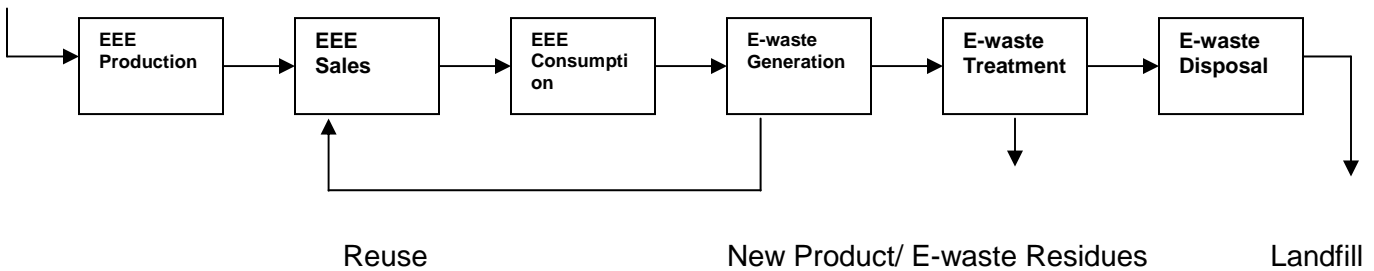 EEE
Production
EEE
Sales
EEE
Consumpti
on
E-waste
Generation
E-waste
Treatment
E-waste
Disposal
Reuse
New Product/ E-waste Residues
Landfill